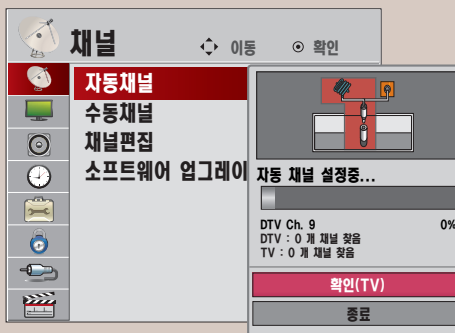 채널
이동 확인
자동채널
수동채널
채널편집
소프트웨어 업그레이
자동 채널 설정중...
DTV Ch. 9 0%
DTV : 0 개 채널 찾음
TV : 0 개 채널 찾음
확인(TV)
종료